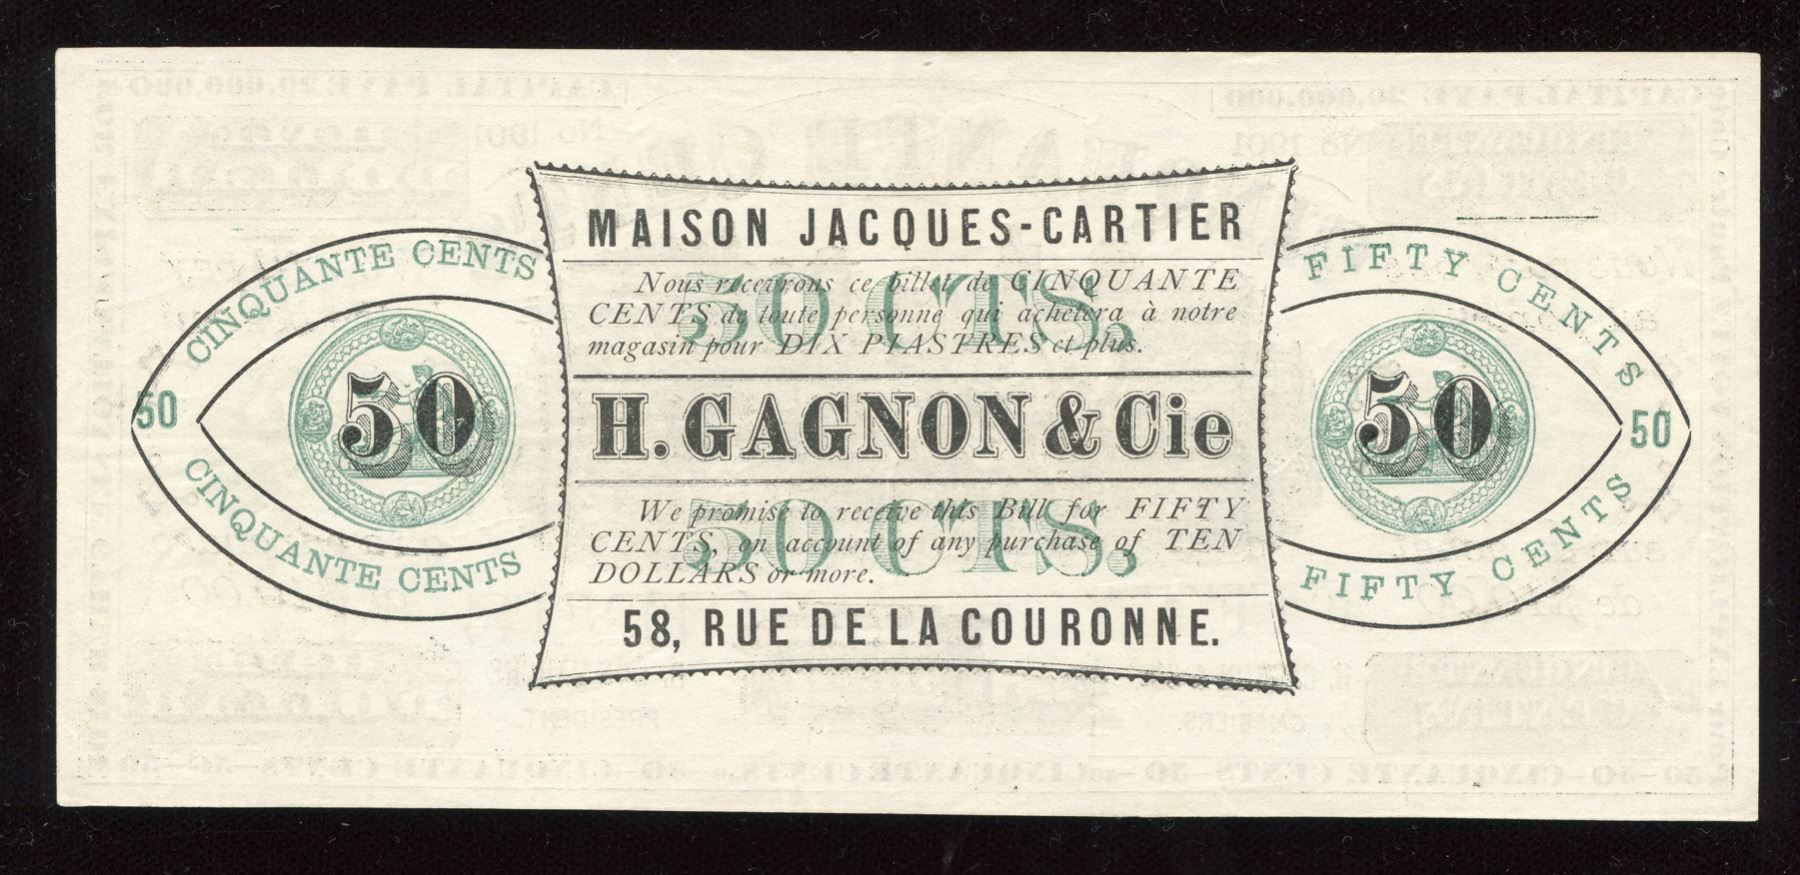 MAISON JACQUES-CARTIER
Nous recevrons ce billet de CINQUANTE
CENTS de toute personne qui achetera à notre
magasin pour DIX PIASTRES et plus.
50 CTS.
H. GAGNON & Cie
We promise to receive this Bill for FIFTY
CENTS, on account of any purchase of TEN
DOLLARS or more.
50 CTS.
58, RUE DE LA COURONNE.
CINQUANTE CENTS
50
50
CINQUANTE CENTS
FIFTY CENTS
50
50
FIFTY CENTS